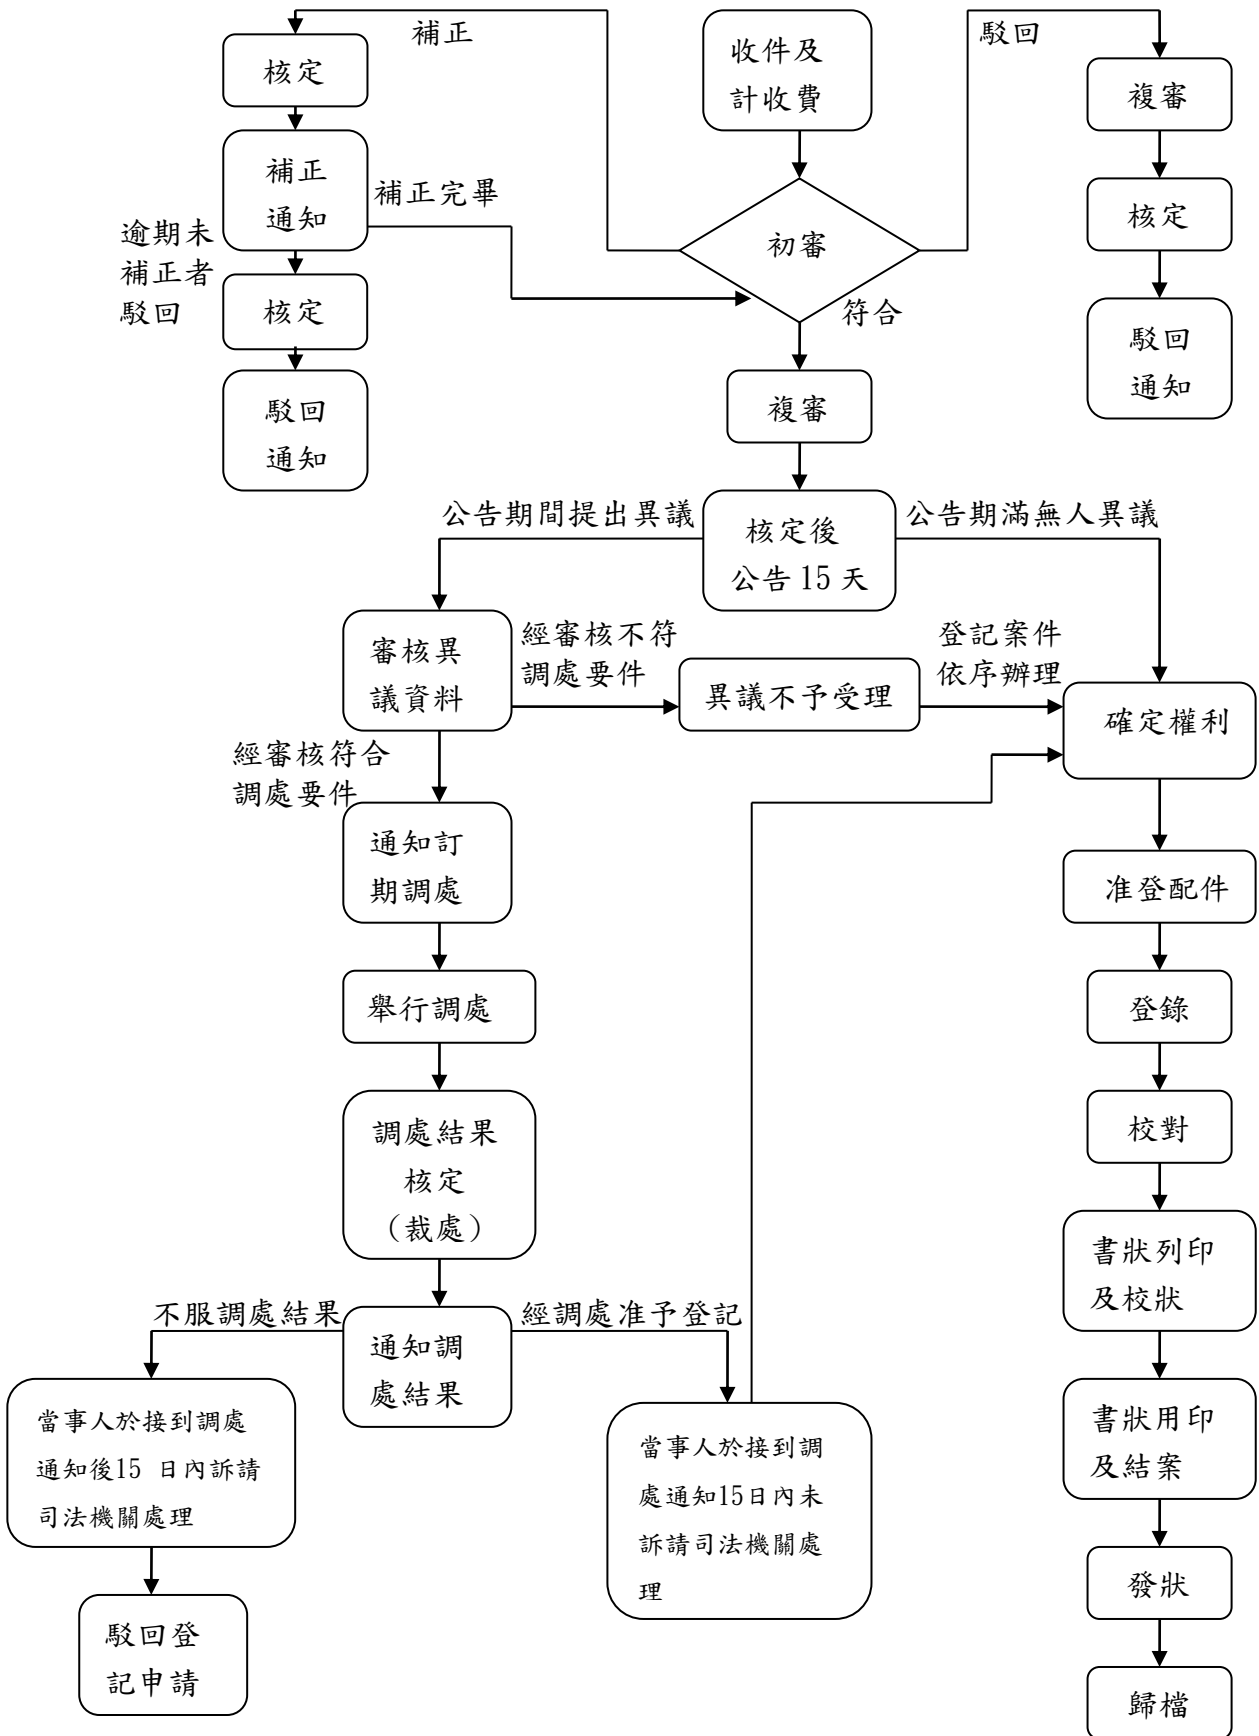 補正
收件及
計收費
駁回
核定
複審
補正
通知
補正完畢
初審
核定
逾期未
補正者
駁回
核定
符合
駁回
通知
駁回
通知
複審
公告期間提出異議
核定後
公告15天
公告期滿無人異議
審核異
議資料
經審核不符
調處要件
異議不予受理
登記案件
依序辦理
確定權利
經審核符合
調處要件
通知訂
期調處
准登配件
舉行調處
登錄
調處結果
核定
(裁處)
校對
書狀列印
及校狀
不服調處結果
通知調
處結果
經調處准予登記
當事人於接到調處
通知後15 日內訴請
司法機關處理
當事人於接到調
處通知15日內未
訴請司法機關處
理
書狀用印
及結案
發狀
駁回登
記申請
歸檔